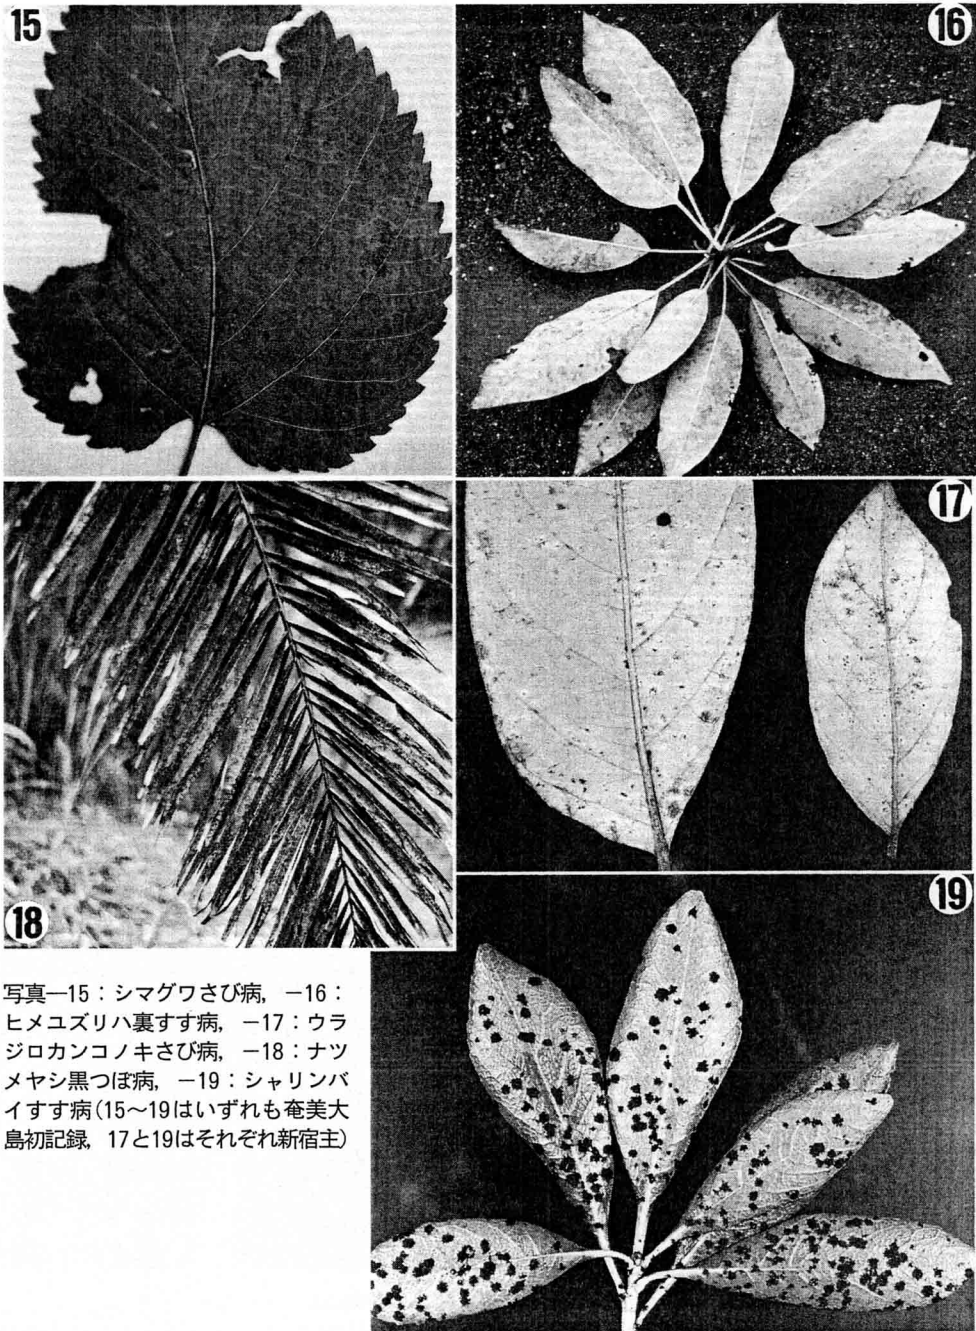 15
16
17
18
19
写真―15：シマグワさび病，－16：
ヒメユズリハ裏すす病，－17：ウラ
ジロカンコノキさび病，－18：ナツ
メヤシ黒つぼ病，－19：シャリンバ
イすす病（15～19はいずれも奄美大
島初記録，17と19はそれぞれ新宿主）